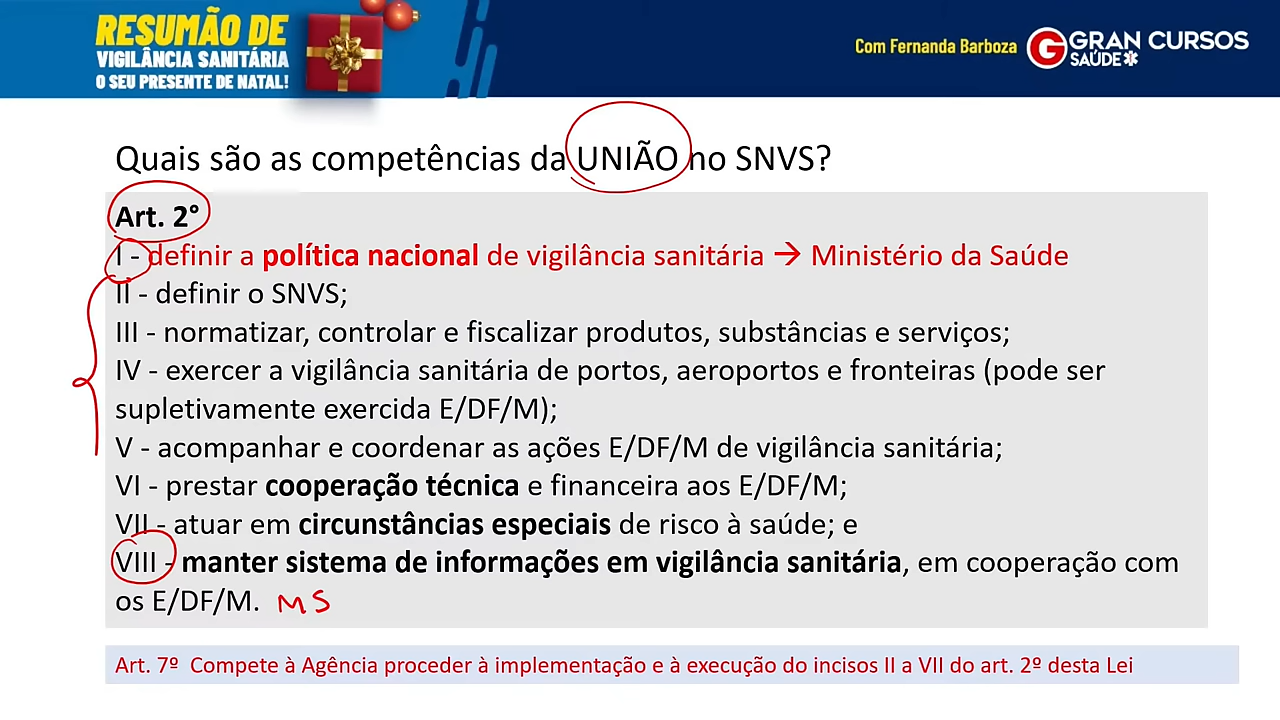 RESUMÃO DE
VIGILÂNCIA SANITÁRIA
O SEU PRESENTE DE NATAL!
Com Fernanda Barboza
GRAN CURSOS
SAÚDE
Quais são as competências da UNIÃO no SNVS?
Art. 2°
I - definir a política nacional de vigilância sanitária → Ministério da Saúde
II - definir o SNVS;
III - normatizar, controlar e fiscalizar produtos, substâncias e serviços;
IV - exercer a vigilância sanitária de portos, aeroportos e fronteiras (pode ser
supletivamente exercida E/DF/M);
V - acompanhar e coordenar as ações E/DF/M de vigilância sanitária;
VI - prestar cooperação técnica e financeira aos E/DF/M;
VII - atuar em circunstâncias especiais de risco à saúde; e
VIII - manter sistema de informações em vigilância sanitária, em cooperação com
os E/DF/M. MS
Art. 7º Compete à Agência proceder à implementação e à execução do incisos II a VII do art. 2º desta Lei